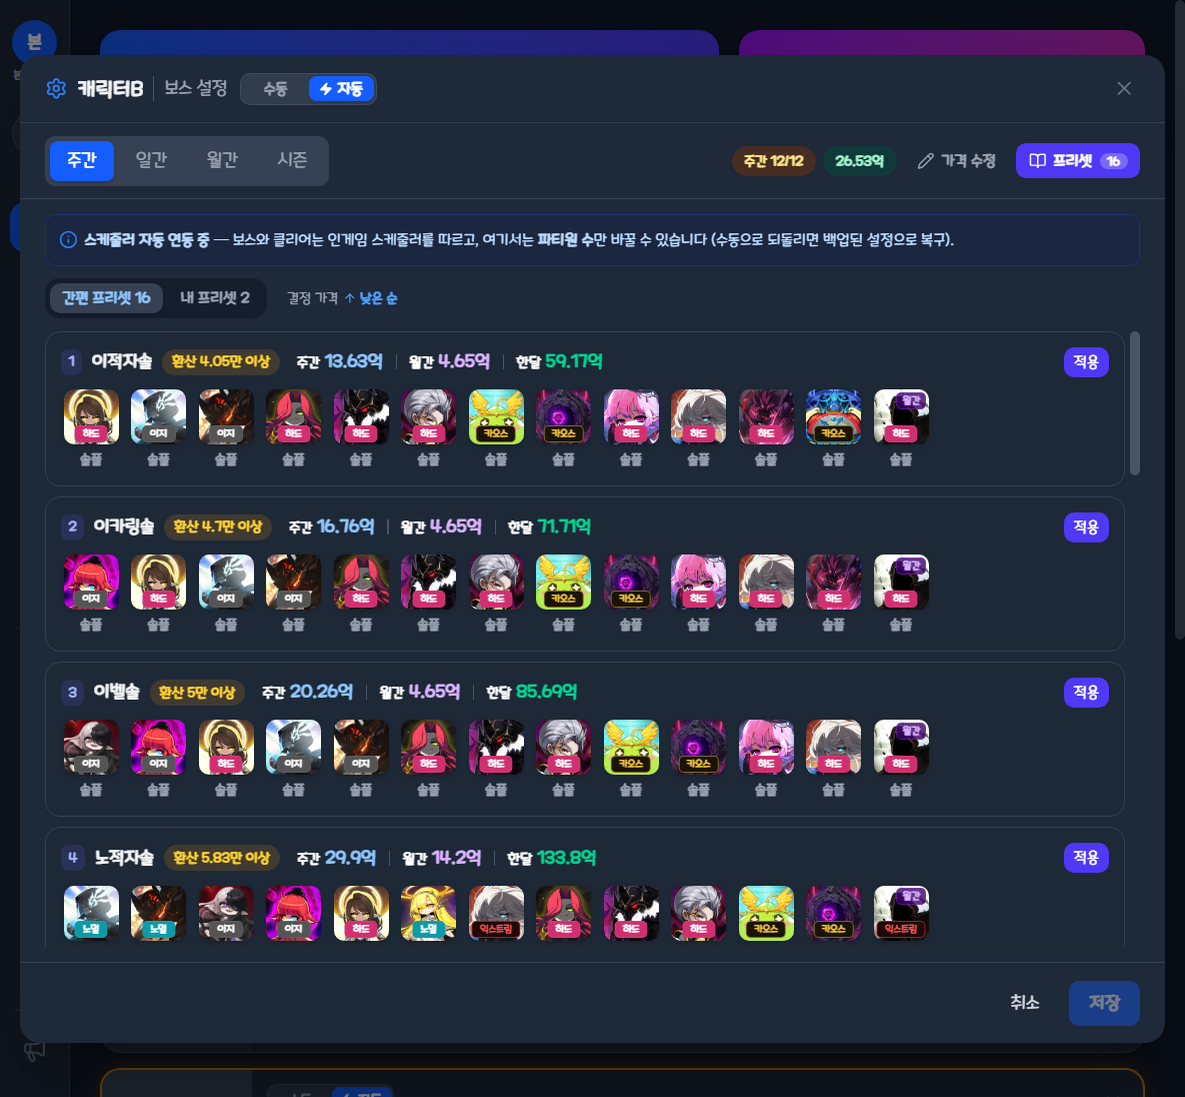 본
캐릭터B 보스 설정 수동 자동
주간 일간 월간 시즌 주간 12/12 26.53억 가격 수정 프리셋 16
스케줄러 자동 연동 중 — 보스와 클리어는 인게임 스케줄러를 따르고, 여기서는 파티원 수만 바꿀 수 있습니다 (수동으로 되돌리면 백업된 설정으로 복구).
간편 프리셋 16 내 프리셋 2 결정 가격 ↑ 낮은 순
1 이적자솔 환산 4.05만 이상 주간 13.63억 월간 4.65억 한달 59.17억 적용
월간
하드 이지 이지 하드 하드 하드 카오스 카오스 하드 하드 하드 카오스 하드
솔플 솔플 솔플 솔플 솔플 솔플 솔플 솔플 솔플 솔플 솔플 솔플 솔플
2 이카링솔 환산 4.7만 이상 주간 16.76억 월간 4.65억 한달 71.71억 적용
월간
이지 하드 이지 이지 하드 하드 하드 카오스 카오스 하드 하드 하드 하드
솔플 솔플 솔플 솔플 솔플 솔플 솔플 솔플 솔플 솔플 솔플 솔플 솔플
3 이벨솔 환산 5만 이상 주간 20.26억 월간 4.65억 한달 85.69억 적용
월간
이지 이지 하드 이지 이지 하드 하드 하드 카오스 카오스 하드 하드 하드
솔플 솔플 솔플 솔플 솔플 솔플 솔플 솔플 솔플 솔플 솔플 솔플 솔플
4 노적자솔 환산 5.83만 이상 주간 29.9억 월간 14.2억 한달 133.8억 적용
월간
노멀 노멀 이지 이지 하드 노멀 익스트림 하드 하드 하드 카오스 카오스 익스트림
취소 저장